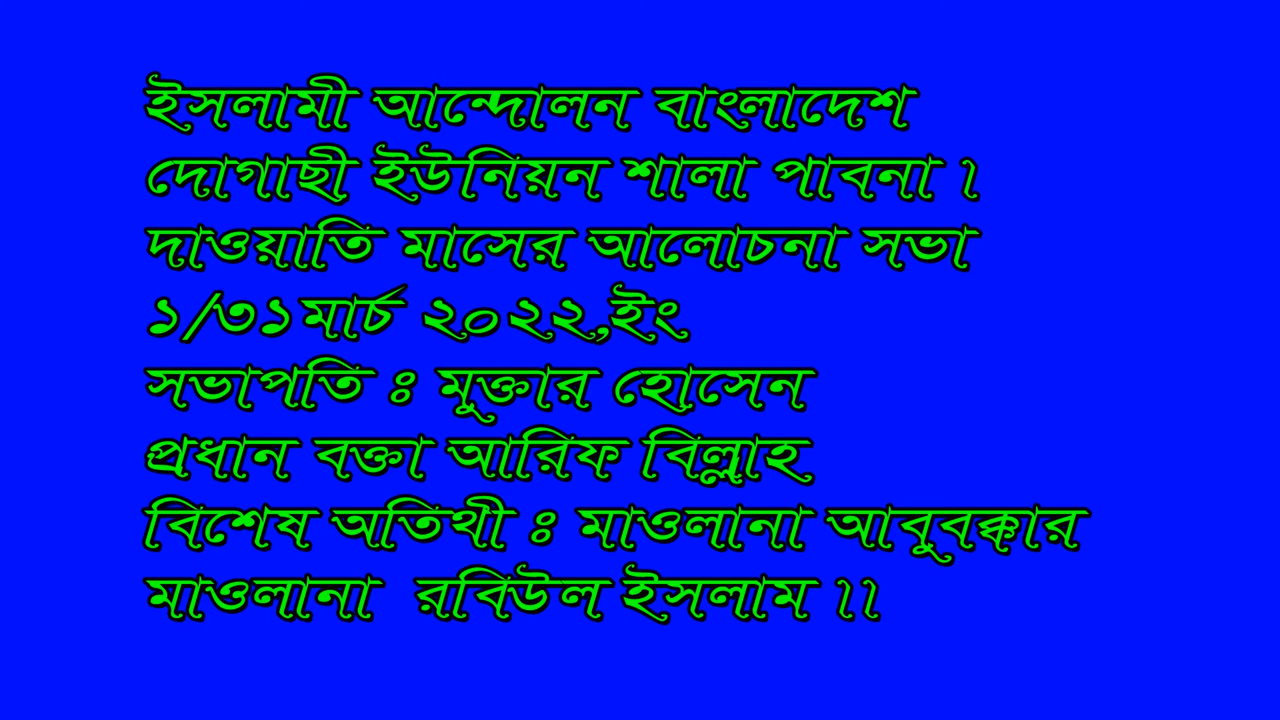 ইসলামী আন্দোলন বাংলাদেশ
দোগাছী ইউনিয়ন শালা পাবনা ।
দাওয়াতি মাসের আলোচনা সভা
১/৩১ মার্চ ২০২২,ইং
সভাপতি ঃ মুক্তার হোসেন
প্রধান বক্তা আরিফ বিল্লাহ
বিশেষ অতিথী ঃ মাওলানা আবুবক্কার
মাওলানা রবিউল ইসলাম ।।